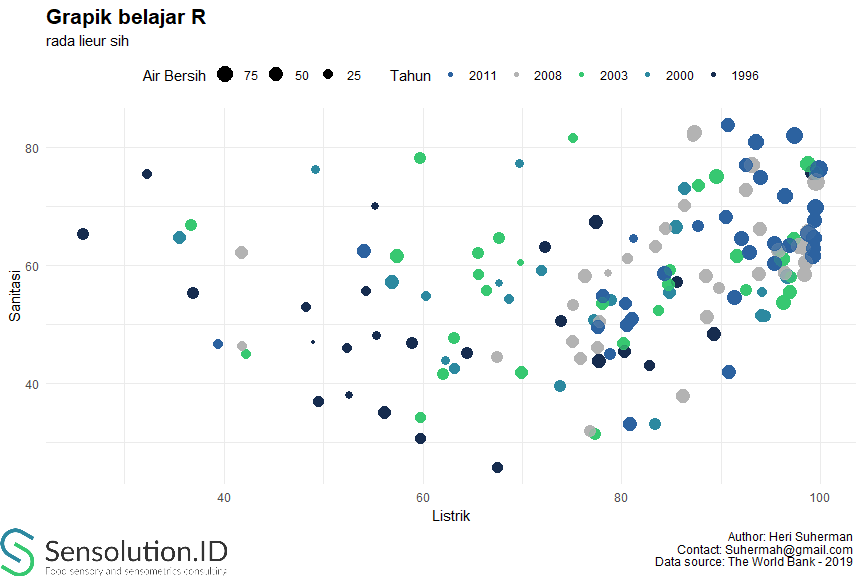 Grapik belajar R
rada lieur sih
Air Bersih 75 50 25 Tahun 2011 2008 2003 2000 1996
80
60
40
Sanitasi
40 60 80 100
Listrik
Sensolution.ID
Food sensory and sensometrics consulting
Author: Heri Suherman
Contact: Suhermah@gmail.com
Data source: The World Bank - 2019